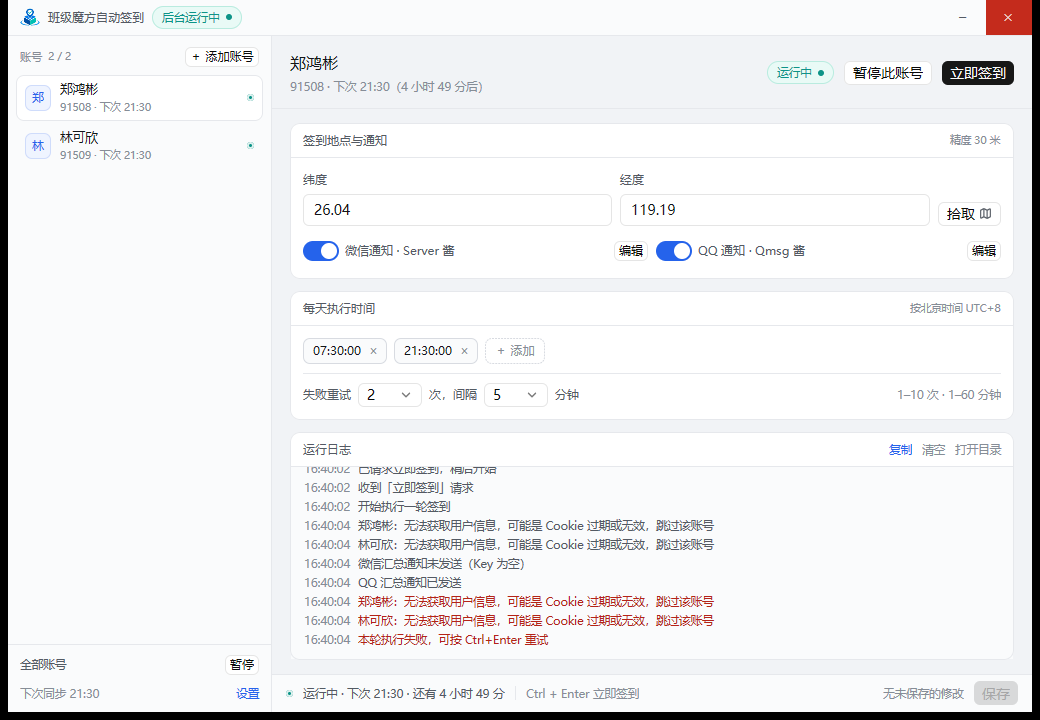 班级魔方自动签到 后台运行中
账号 2 / 2 + 添加账号
郑 郑鸿彬
91508 · 下次 21:30
林 林可欣
91509 · 下次 21:30
全部账号 暂停
下次同步 21:30 设置
郑鸿彬
91508 · 下次 21:30（4 小时 49 分后）
运行中 暂停此账号 立即签到
签到地点与通知 精度 30 米
纬度 经度
26.04 119.19 拾取
微信通知 · Server 酱 编辑 QQ 通知 · Qmsg 酱 编辑
每天执行时间 按北京时间 UTC+8
07:30:00 × 21:30:00 × + 添加
失败重试 2 次，间隔 5 分钟 1–10 次 · 1–60 分钟
运行日志 复制 清空 打开目录
16:40:02 已请求立即签到，稍后开始
16:40:02 收到「立即签到」请求
16:40:02 开始执行一轮签到
16:40:04 郑鸿彬：无法获取用户信息，可能是 Cookie 过期或无效，跳过该账号
16:40:04 林可欣：无法获取用户信息，可能是 Cookie 过期或无效，跳过该账号
16:40:04 微信汇总通知未发送（Key 为空）
16:40:04 QQ 汇总通知已发送
16:40:04 郑鸿彬：无法获取用户信息，可能是 Cookie 过期或无效，跳过该账号
16:40:04 林可欣：无法获取用户信息，可能是 Cookie 过期或无效，跳过该账号
16:40:04 本轮执行失败，可按 Ctrl+Enter 重试
运行中 · 下次 21:30 · 还有 4 小时 49 分 Ctrl + Enter 立即签到 无未保存的修改 保存